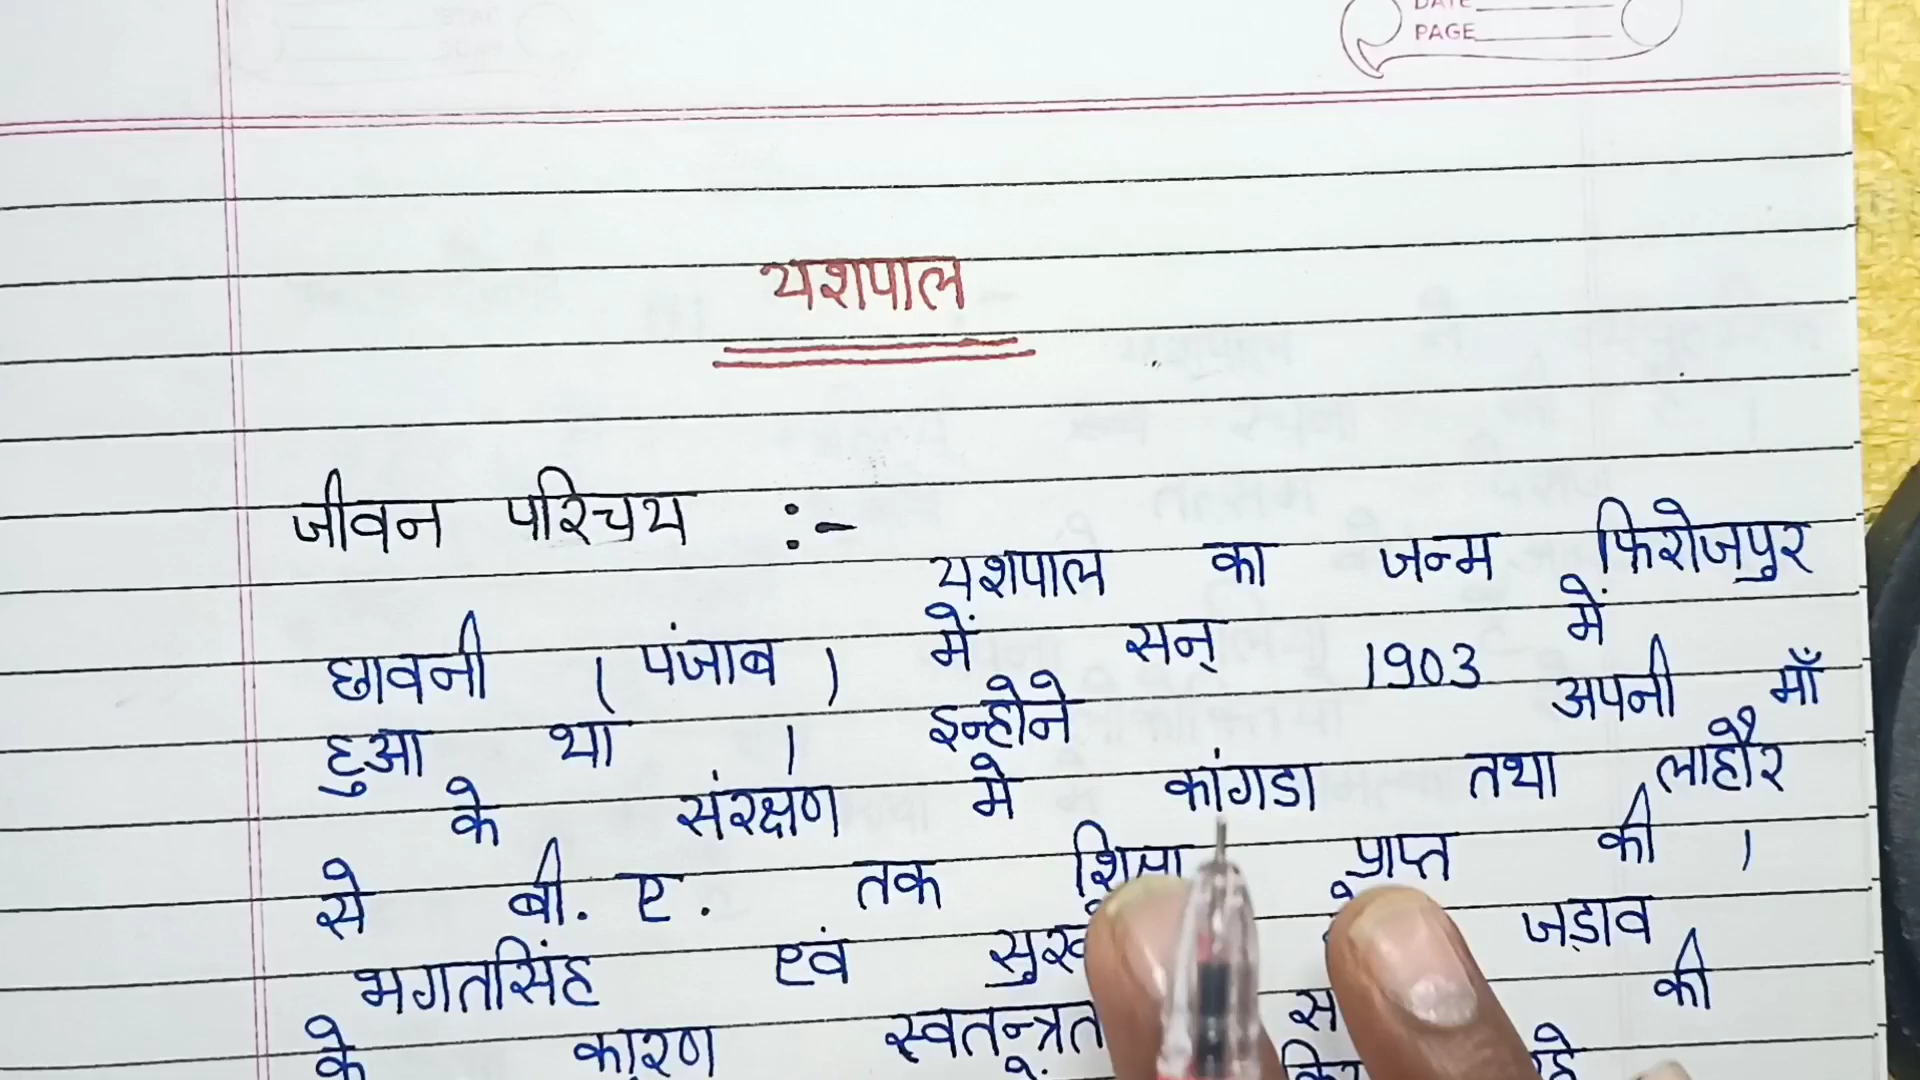 DATE
PAGE
यशपाल
जीवन परिचय :-
यशपाल का जन्म फिरोजपुर
छावनी ( पंजाब ) में सन् 1903 में
हुआ था । इन्होने अपनी माँ
के संरक्षण मे कांगडा तथा लाहौर
से बी. ए. तक शिक्षा प्राप्त की ।
भगतसिंह एवं जड़ाव
के कारण की